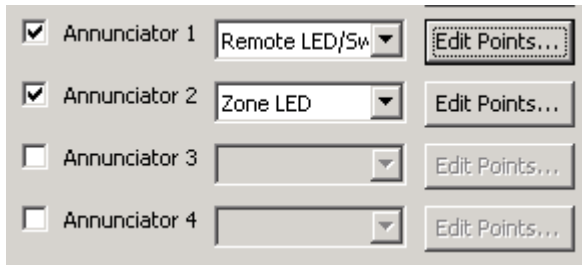 Annunciator 1 Remote LED/Sw Edit Points...
Annunciator 2 Zone LED Edit Points...
Annunciator 3 Edit Points...
Annunciator 4 Edit Points...